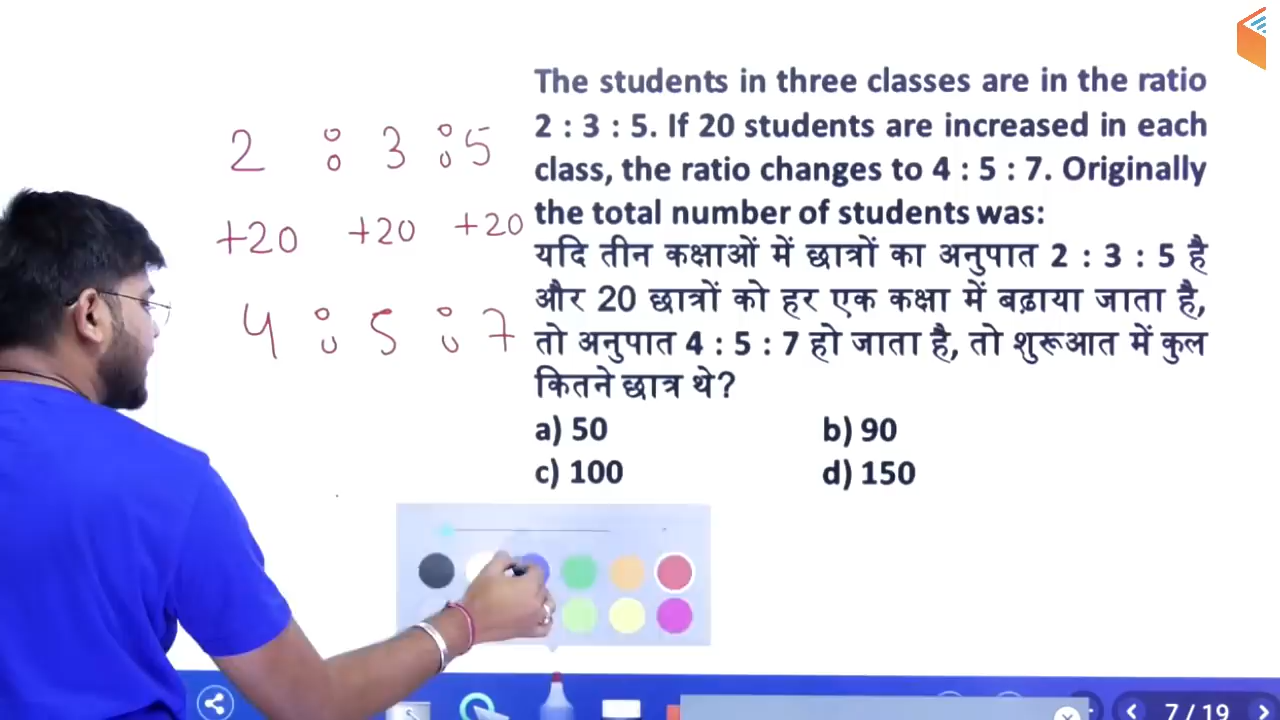 2 : 3 : 5
+20 +20 +20
4 : 5 : 7
The students in three classes are in the ratio
2 : 3 : 5. If 20 students are increased in each
class, the ratio changes to 4 : 5 : 7. Originally
the total number of students was:
यदि तीन कक्षाओं में छात्रों का अनुपात 2 : 3 : 5 है
और 20 छात्रों को हर एक कक्षा में बढ़ाया जाता है,
तो अनुपात 4 : 5 : 7 हो जाता है, तो शुरूआत में कुल
कितने छात्र थे?
a) 50 b) 90
c) 100 d) 150
7 / 19